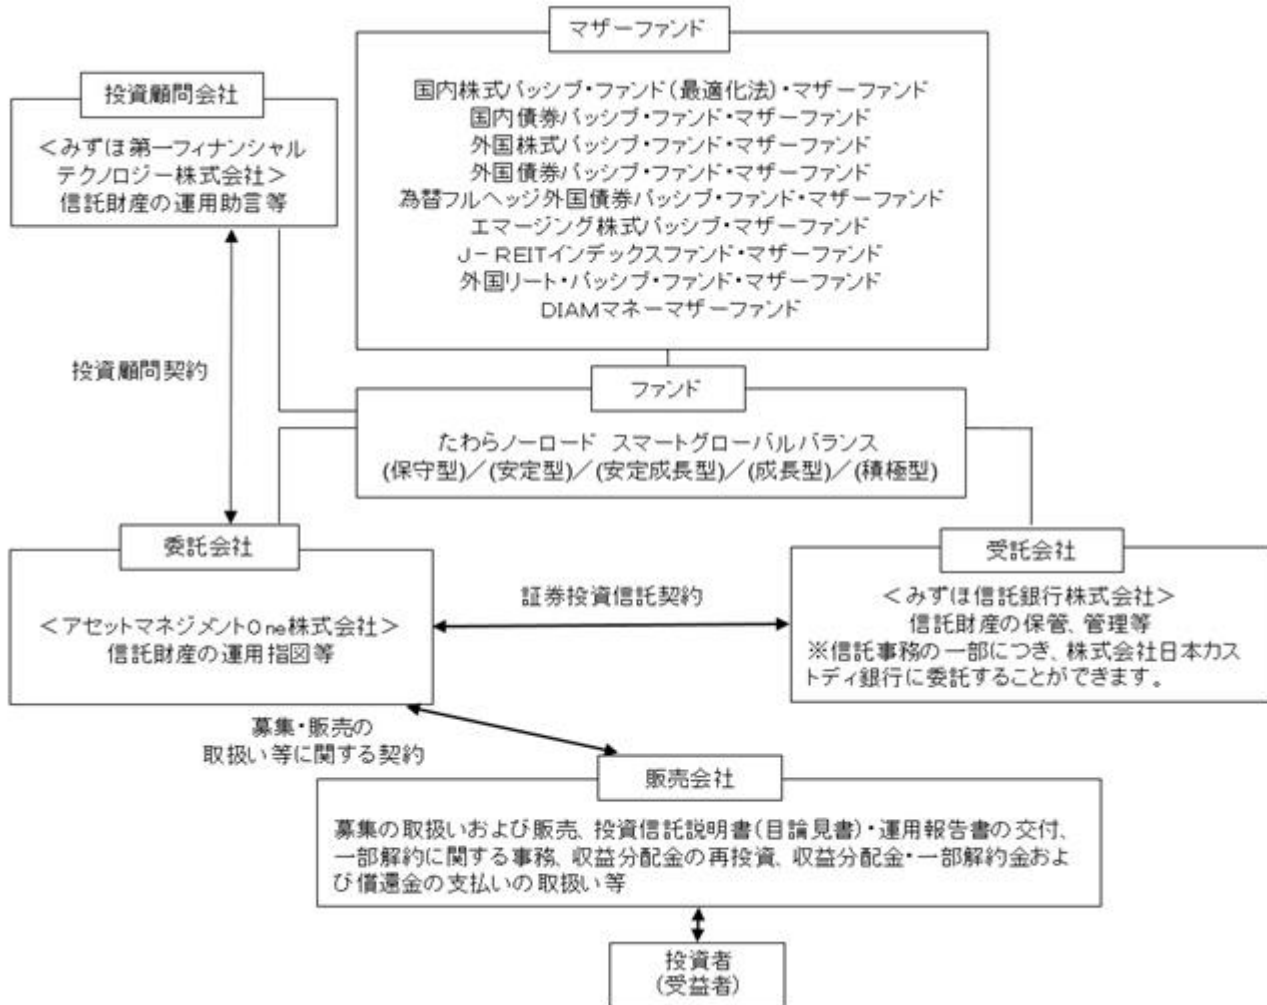 マザーファンド
国内株式パッシブ・ファンド(最適化法)・マザーファンド
国内債券パッシブ・ファンド・マザーファンド
外国株式パッシブ・ファンド・マザーファンド
外国債券パッシブ・ファンド・マザーファンド
為替フルヘッジ外国債券パッシブ・ファンド・マザーファンド
エマージング株式パッシブ・マザーファンド
J-REITインデックスファンド・マザーファンド
外国リート・パッシブ・ファンド・マザーファンド
DIAMマネーマザーファンド
投資顧問会社
<みずほ第一フィナンシャル
テクノロジー株式会社>
信託財産の運用助言等
投資顧問契約
ファンド
たわらノーロード スマートグローバルバランス
(保守型)/(安定型)/(安定成長型)/(成長型)/(積極型)
委託会社
<アセットマネジメントOne株式会社>
信託財産の運用指図等
証券投資信託契約
受託会社
<みずほ信託銀行株式会社>
信託財産の保管、管理等
※信託事務の一部につき、株式会社日本カス
トディ銀行に委託することができます。
募集・販売の
取扱い等に関する契約
販売会社
募集の取扱いおよび販売、投資信託説明書(目論見書)・運用報告書の交付、
一部解約に関する事務、収益分配金の再投資、収益分配金・一部解約金およ
び償還金の支払いの取扱い等
投資者
(受益者)